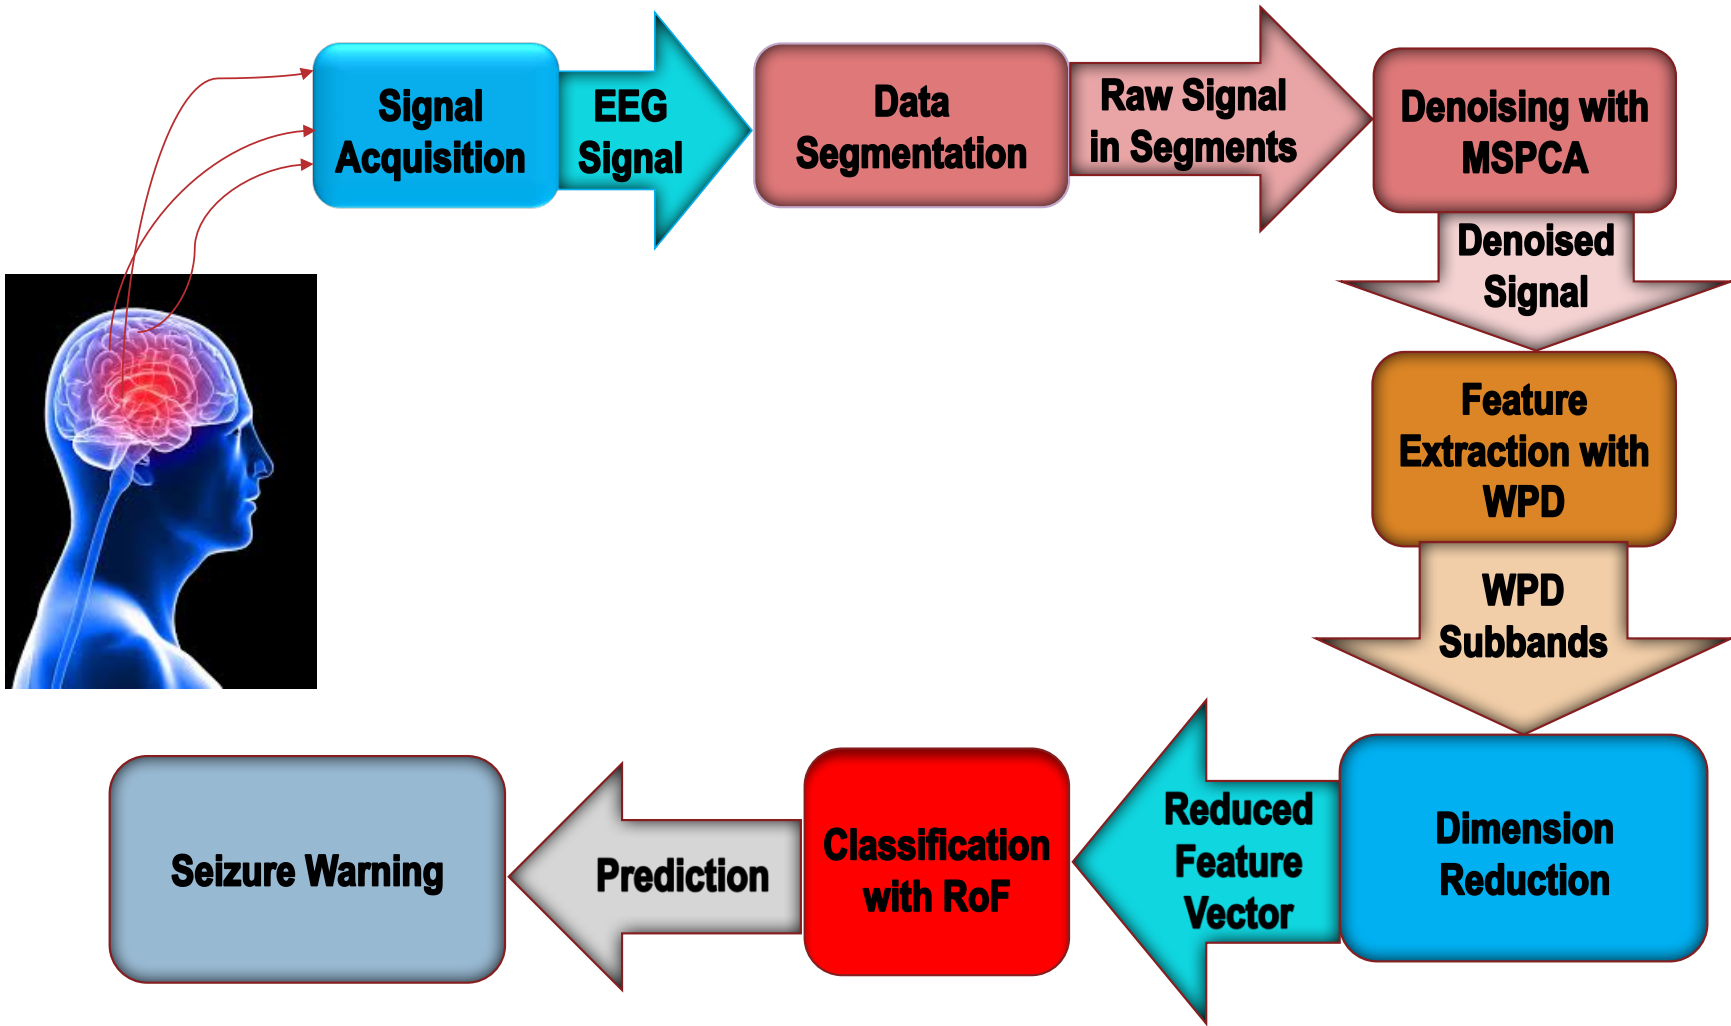 Signal
Acquisition
EEG
Signal
Data
Segmentation
Raw Signal
in Segments
Denoising with
MSPCA
Denoised
Signal
Feature
Extraction with
WPD
WPD
Subbands
Dimension
Reduction
Reduced
Feature
Vector
Classification
with RoF
Prediction
Seizure Warning